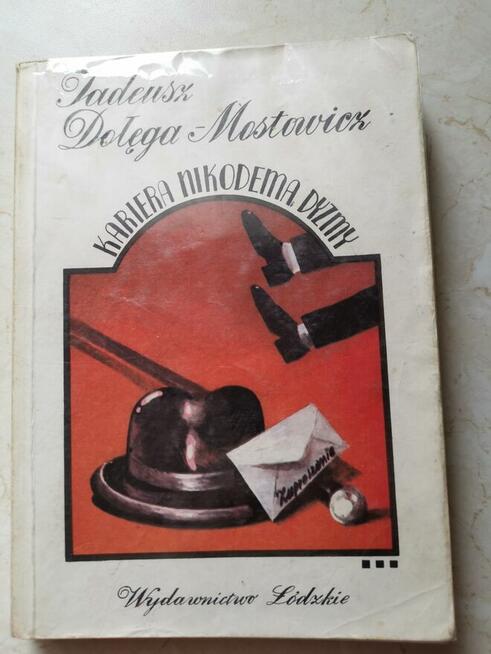 Tadeusz
Dołęga-Mostowicz
KARIERA NIKODEMA DYZMY
Zaproszenie
Wydawnictwo Łódzkie